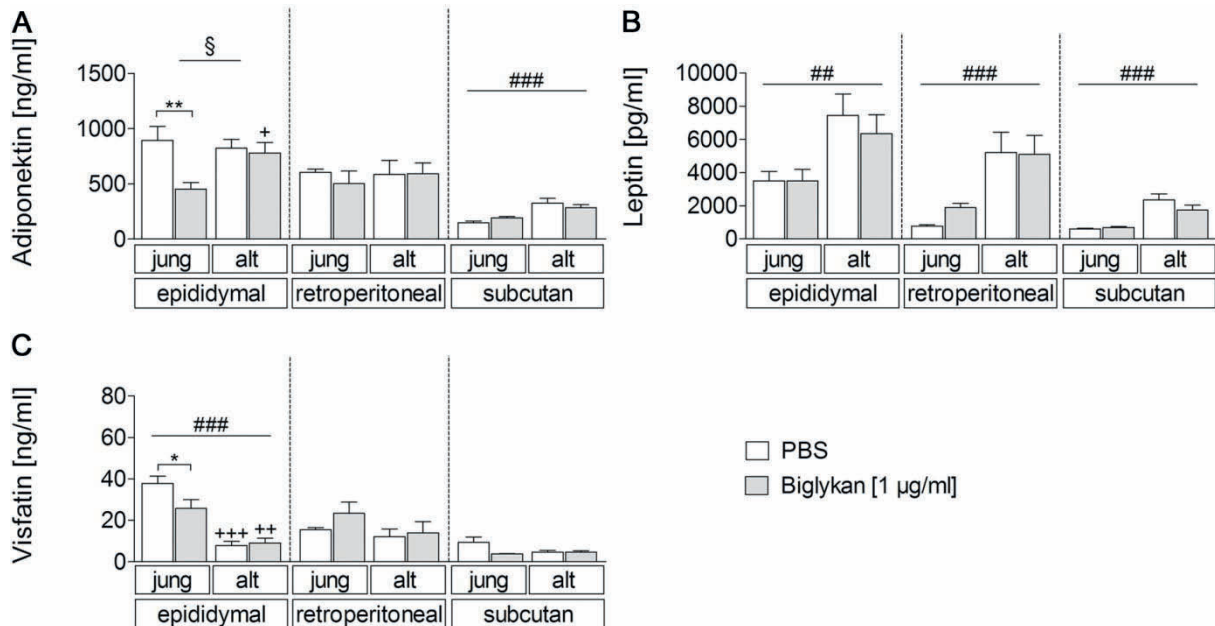 A
Adiponektin [ng/ml]
1500
1000
500
0
§
**
+
###
jung alt jung alt jung alt
epididymal retroperitoneal subcutan
B
Leptin [pg/ml]
10000
8000
6000
4000
2000
0
## ### ###
jung alt jung alt jung alt
epididymal retroperitoneal subcutan
C
Visfatin [ng/ml]
80
60
40
20
0
###
*
+++ ++
jung alt jung alt jung alt
epididymal retroperitoneal subcutan
PBS
Biglykan [1 µg/ml]